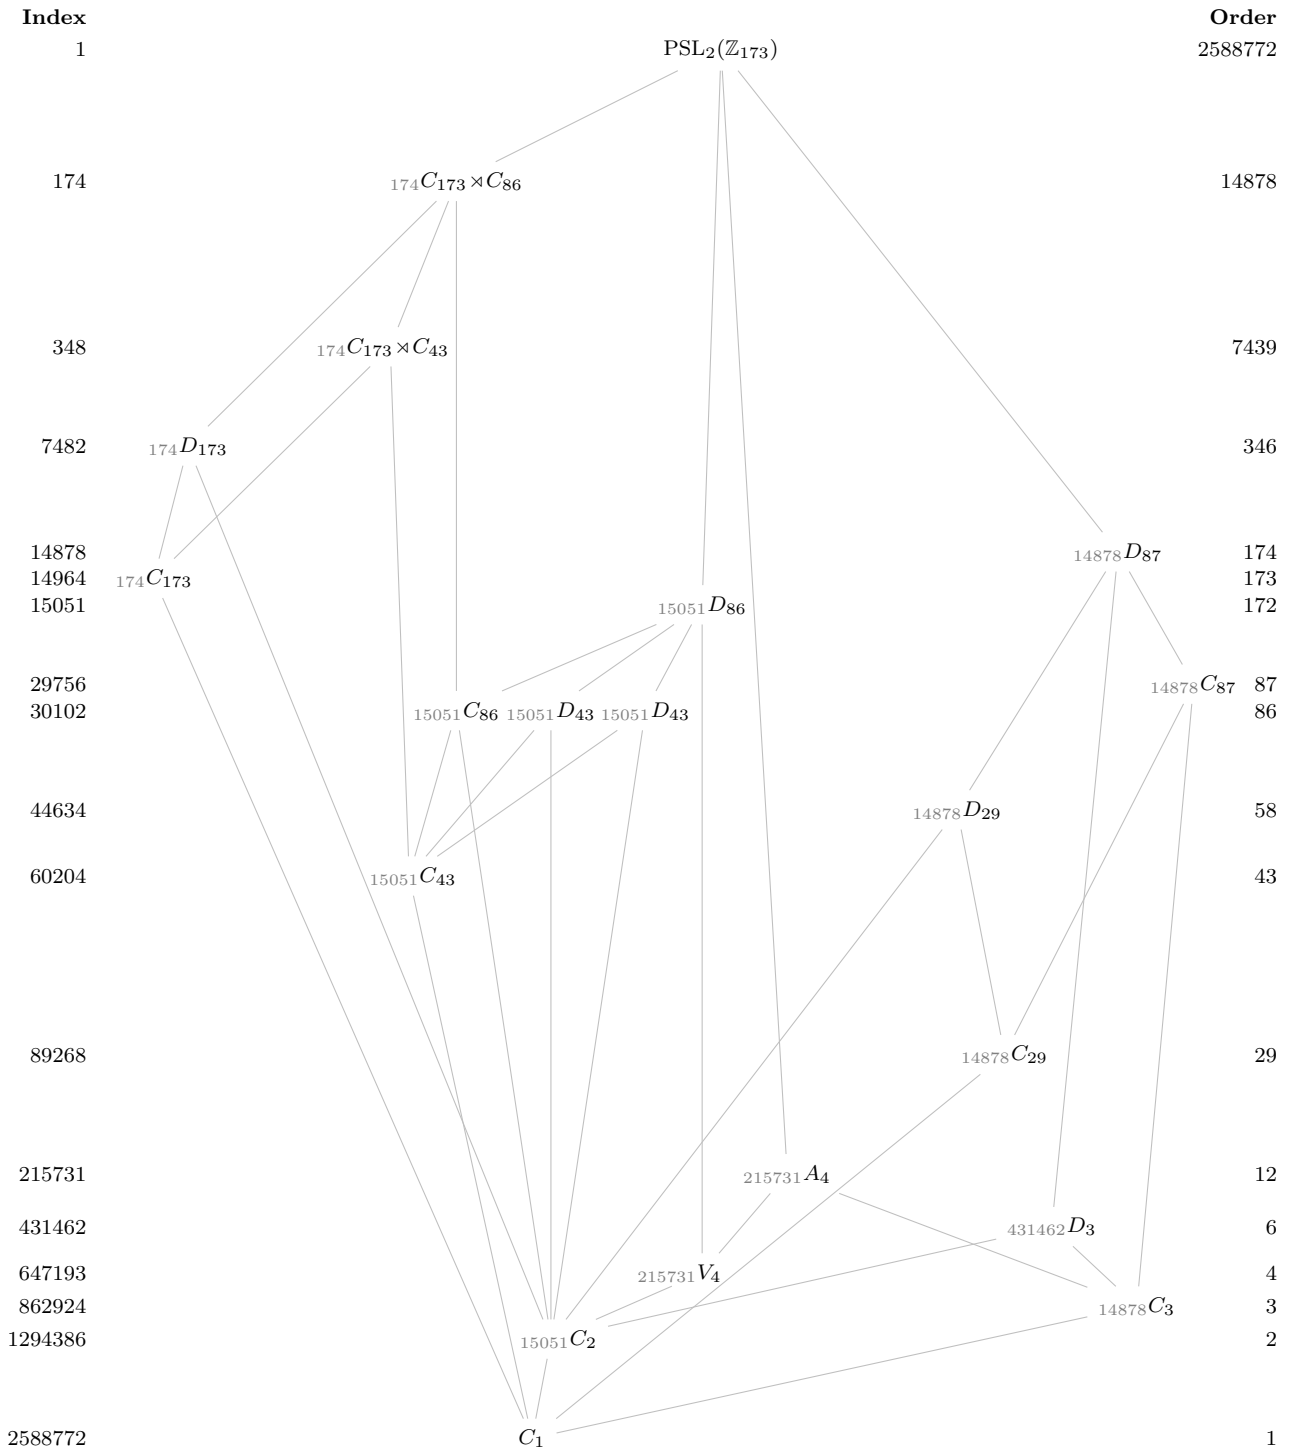 Index Order
1 PSL₂(ℤ₁₇₃) 2588772
174 ₁₇₄C₁₇₃⋊C₈₆ 14878
348 ₁₇₄C₁₇₃⋊C₄₃ 7439
7482 ₁₇₄D₁₇₃ 346
14878 ₁₄₈₇₈D₈₇ 174
14964 ₁₇₄C₁₇₃ 173
15051 ₁₅₀₅₁D₈₆ 172
29756 ₁₄₈₇₈C₈₇ 87
30102 ₁₅₀₅₁C₈₆ ₁₅₀₅₁D₄₃ ₁₅₀₅₁D₄₃ 86
44634 ₁₄₈₇₈D₂₉ 58
60204 ₁₅₀₅₁C₄₃ 43
89268 ₁₄₈₇₈C₂₉ 29
215731 ₂₁₅₇₃₁A₄ 12
431462 ₄₃₁₄₆₂D₃ 6
647193 ₂₁₅₇₃₁V₄ 4
862924 ₁₄₈₇₈C₃ 3
1294386 ₁₅₀₅₁C₂ 2
2588772 C₁ 1